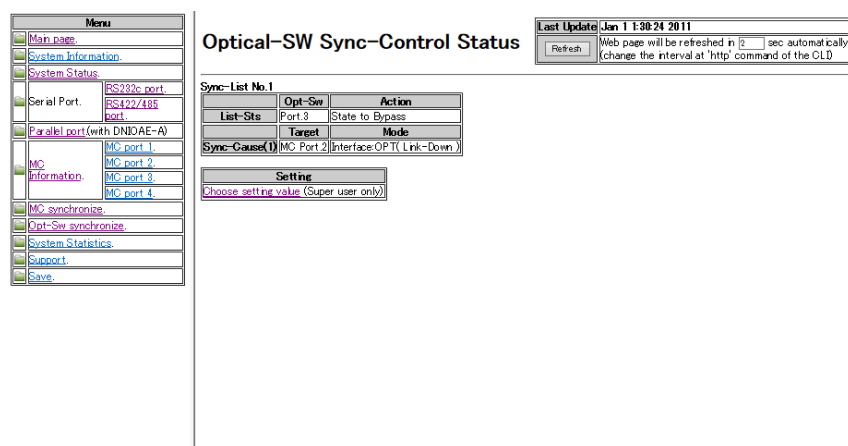 Menu
Main page.
System Information.
System Status.
Serial Port.
RS232c port.
RS422/485
port.
Parallel port.(with DNIOAE-A)
MC
Information.
MC port 1.
MC port 2.
MC port 3.
MC port 4.
MC synchronize.
Opt-Sw synchronize.
System Statistics.
Support.
Save.
Optical-SW Sync-Control Status
Last Update Jan 1 1:30:24 2011
Refresh
Web page will be refreshed in 2 sec automatically
(change the interval at 'http' command of the CLI)
Sync-List No.1
Opt-Sw Action
List-Sts Port.3 State to Bypass
Target Mode
Sync-Cause(1) MC Port.2 Interface:OPT( Link-Down )
Setting
Choose setting value (Super user only)